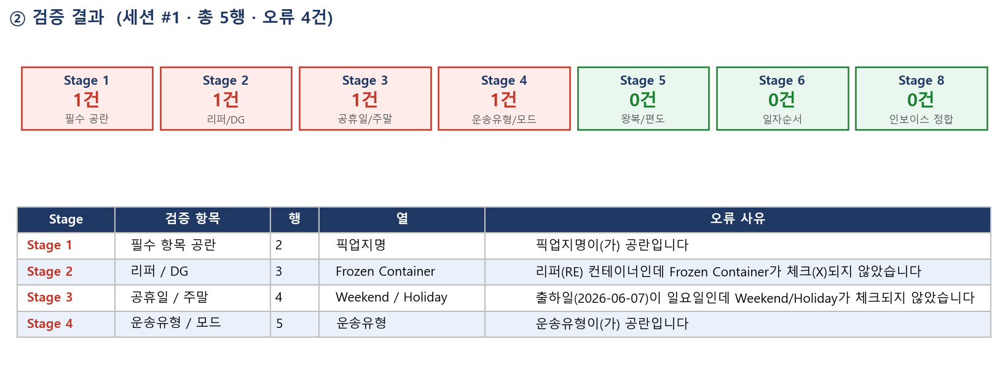 ② 검증 결과 (세션 #1 · 총 5행 · 오류 4건)
Stage 1
1건
필수 공란
Stage 2
1건
리퍼/DG
Stage 3
1건
공휴일/주말
Stage 4
1건
운송유형/모드
Stage 5
0건
왕복/편도
Stage 6
0건
일자순서
Stage 8
0건
인보이스 정합
Stage 검증 항목 행 열 오류 사유
Stage 1 필수 항목 공란 2 픽업지명 픽업지명이(가) 공란입니다
Stage 2 리퍼 / DG 3 Frozen Container 리퍼(RE) 컨테이너인데 Frozen Container가 체크(X)되지 않았습니다
Stage 3 공휴일 / 주말 4 Weekend / Holiday 출하일(2026-06-07)이 일요일인데 Weekend/Holiday가 체크되지 않았습니다
Stage 4 운송유형 / 모드 5 운송유형 운송유형이(가) 공란입니다